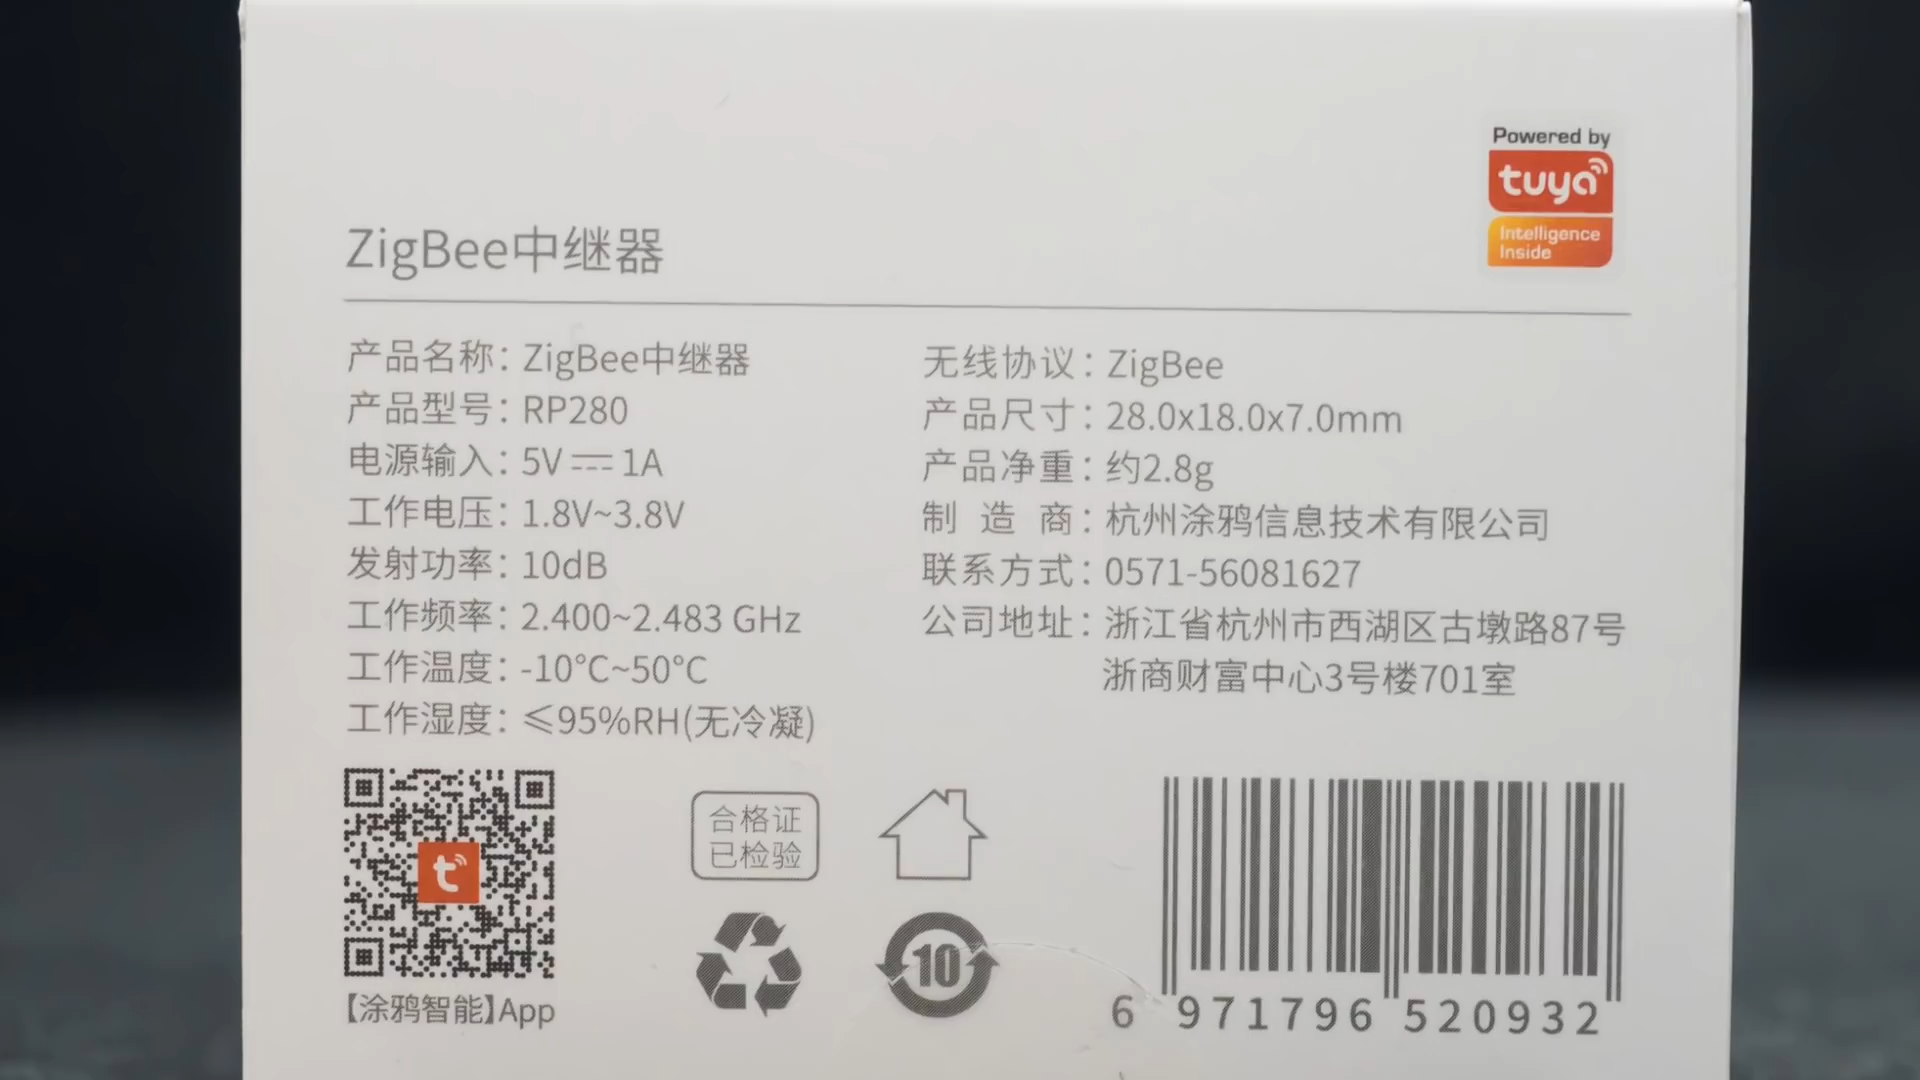 Powered by
tuya
Intelligence
Inside
ZigBee中继器
产品名称：ZigBee中继器
产品型号：RP280
电源输入：5V⎓1A
工作电压：1.8V~3.8V
发射功率：10dB
工作频率：2.400~2.483 GHz
工作温度：-10°C~50°C
工作湿度：≤95%RH(无冷凝)
无线协议：ZigBee
产品尺寸：28.0x18.0x7.0mm
产品净重：约2.8g
制造商：杭州涂鸦信息技术有限公司
联系方式：0571-56081627
公司地址：浙江省杭州市西湖区古墩路87号
浙商财富中心3号楼701室
t
【涂鸦智能】App
合格证
已检验
10
6 971796 520932